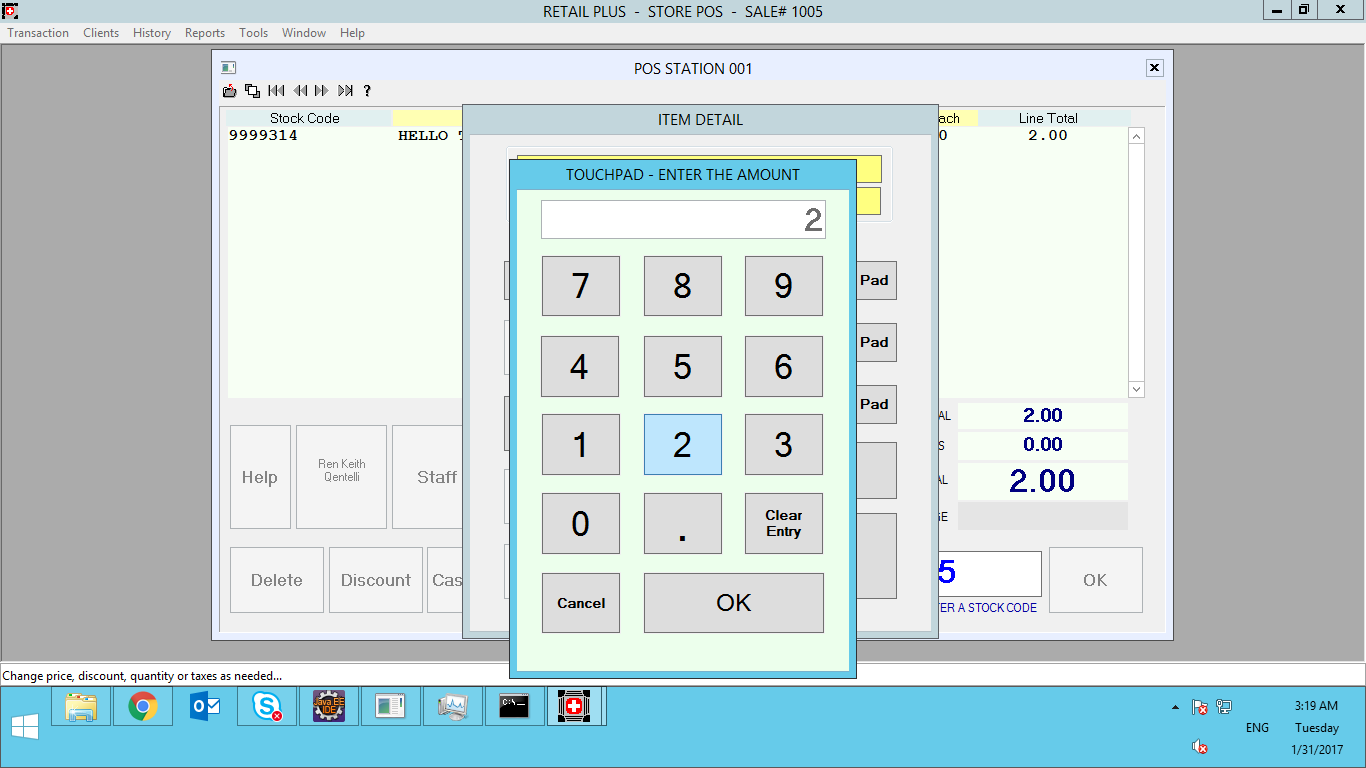 RETAIL PLUS - STORE POS - SALE# 1005
Transaction Clients History Reports Tools Window Help
POS STATION 001
?
Stock Code ach Line Total
9999314 HELLO 0 2.00
ITEM DETAIL
TOUCHPAD - ENTER THE AMOUNT
2
7 8 9 Pad
4 5 6 Pad
1 2 3 Pad
0 . Clear Entry
Cancel OK
AL 2.00
S 0.00
AL 2.00
GE
Help Ren Keith Qentelli Staff
Delete Discount Cas
5 OK
ER A STOCK CODE
Change price, discount, quantity or taxes as needed...
Java EE
IDE
C:\
ENG
3:19 AM
Tuesday
1/31/2017